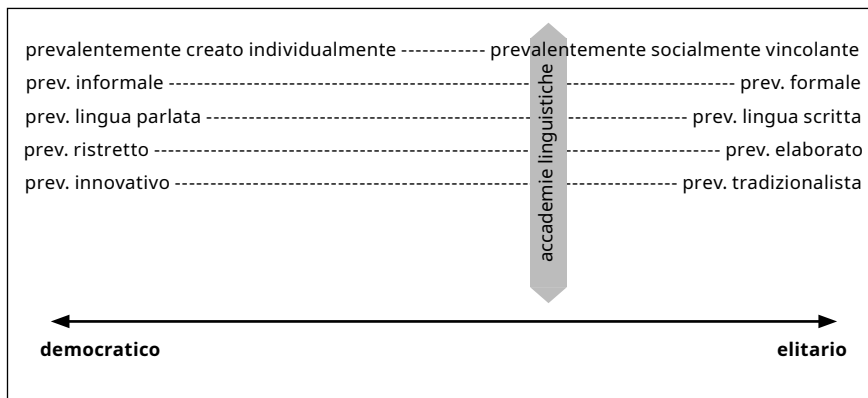 prevalentemente creato individualmente ----------- prevalentemente socialmente vincolante
prev. informale prev. formale
prev. lingua parlata prev. lingua scritta
prev. ristretto prev. elaborato
prev. innovativo prev. tradizionalista
accademie linguistiche
democratico elitario